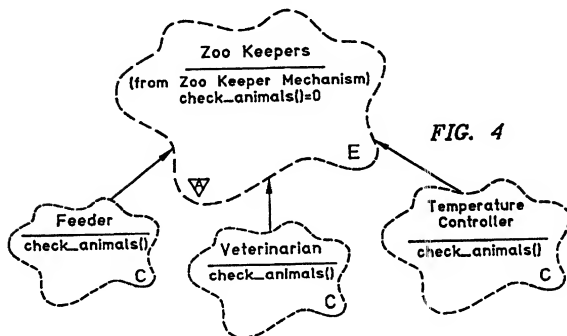 Zoo Keepers
(from Zoo Keeper Mechanism)
check_animals()=0
FIG. 4
E
A
Feeder
check_animals()
C
Veterinarian
check_animals()
C
Temperature
Controller
check_animals()
C